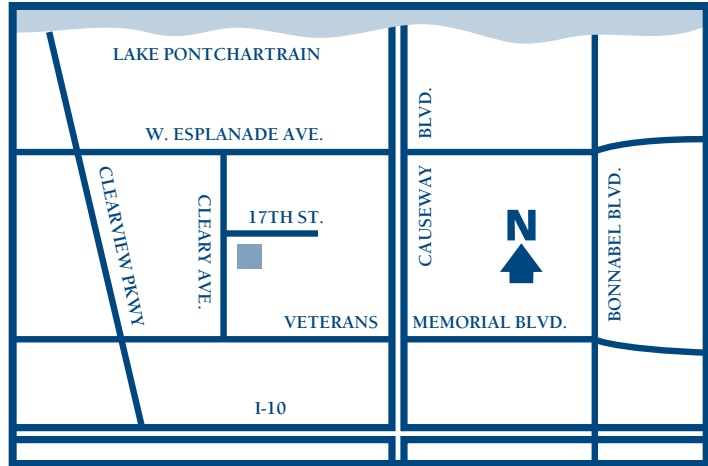 LAKE PONTCHARTRAIN
BLVD.
W. ESPLANADE AVE.
CLEARVIEW PKWY
CLEARY AVE.
17TH ST.
CAUSEWAY
N
BONNABEL BLVD.
VETERANS
MEMORIAL BLVD.
I-10